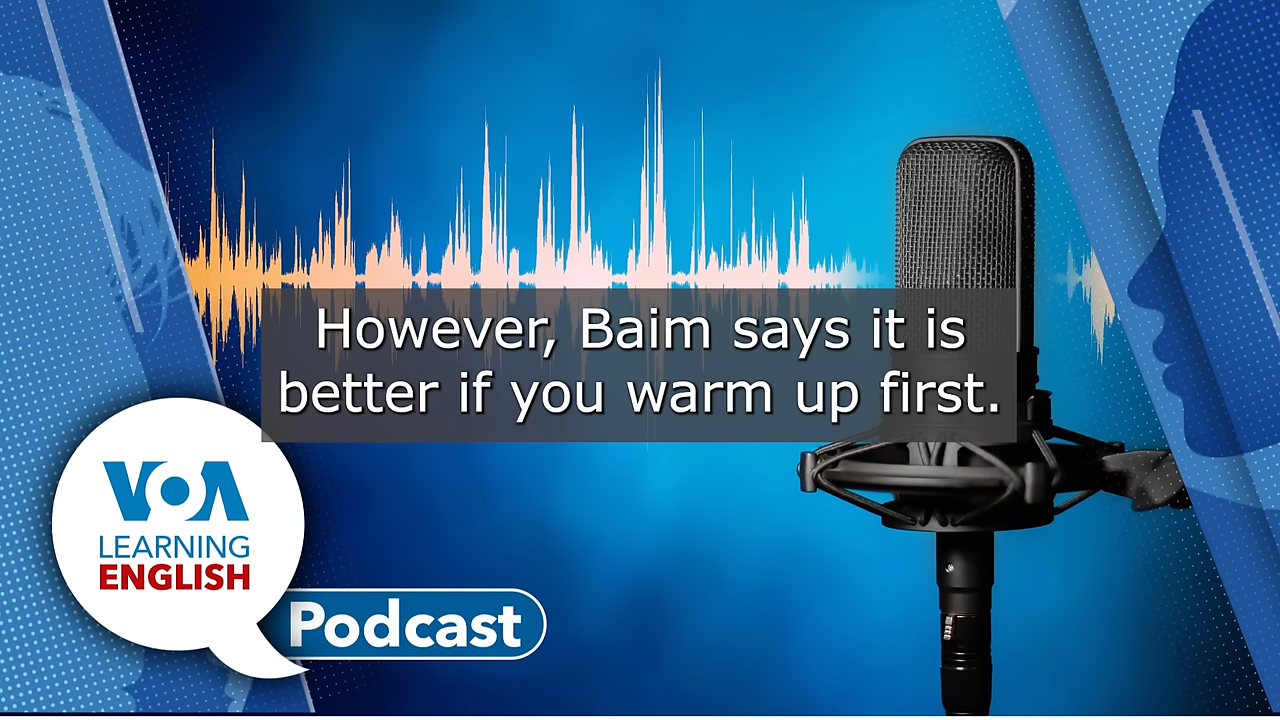 However, Baim says it is
better if you warm up first.
VOA
LEARNING
ENGLISH
Podcast